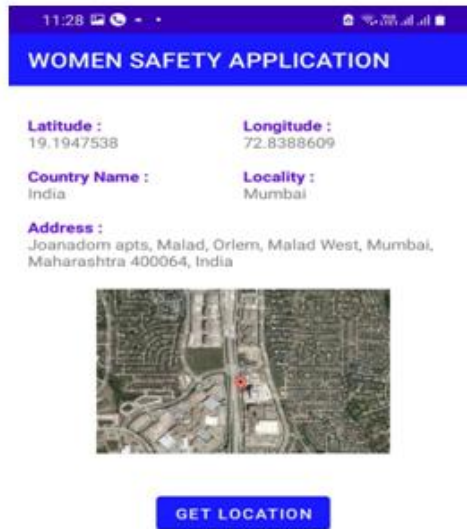 11:28
WOMEN SAFETY APPLICATION
Latitude :
19.1947538
Longitude :
72.8388609
Country Name :
India
Locality :
Mumbai
Address :
Joanadom apts, Malad, Orlem, Malad West, Mumbai,
Maharashtra 400064, India
GET LOCATION